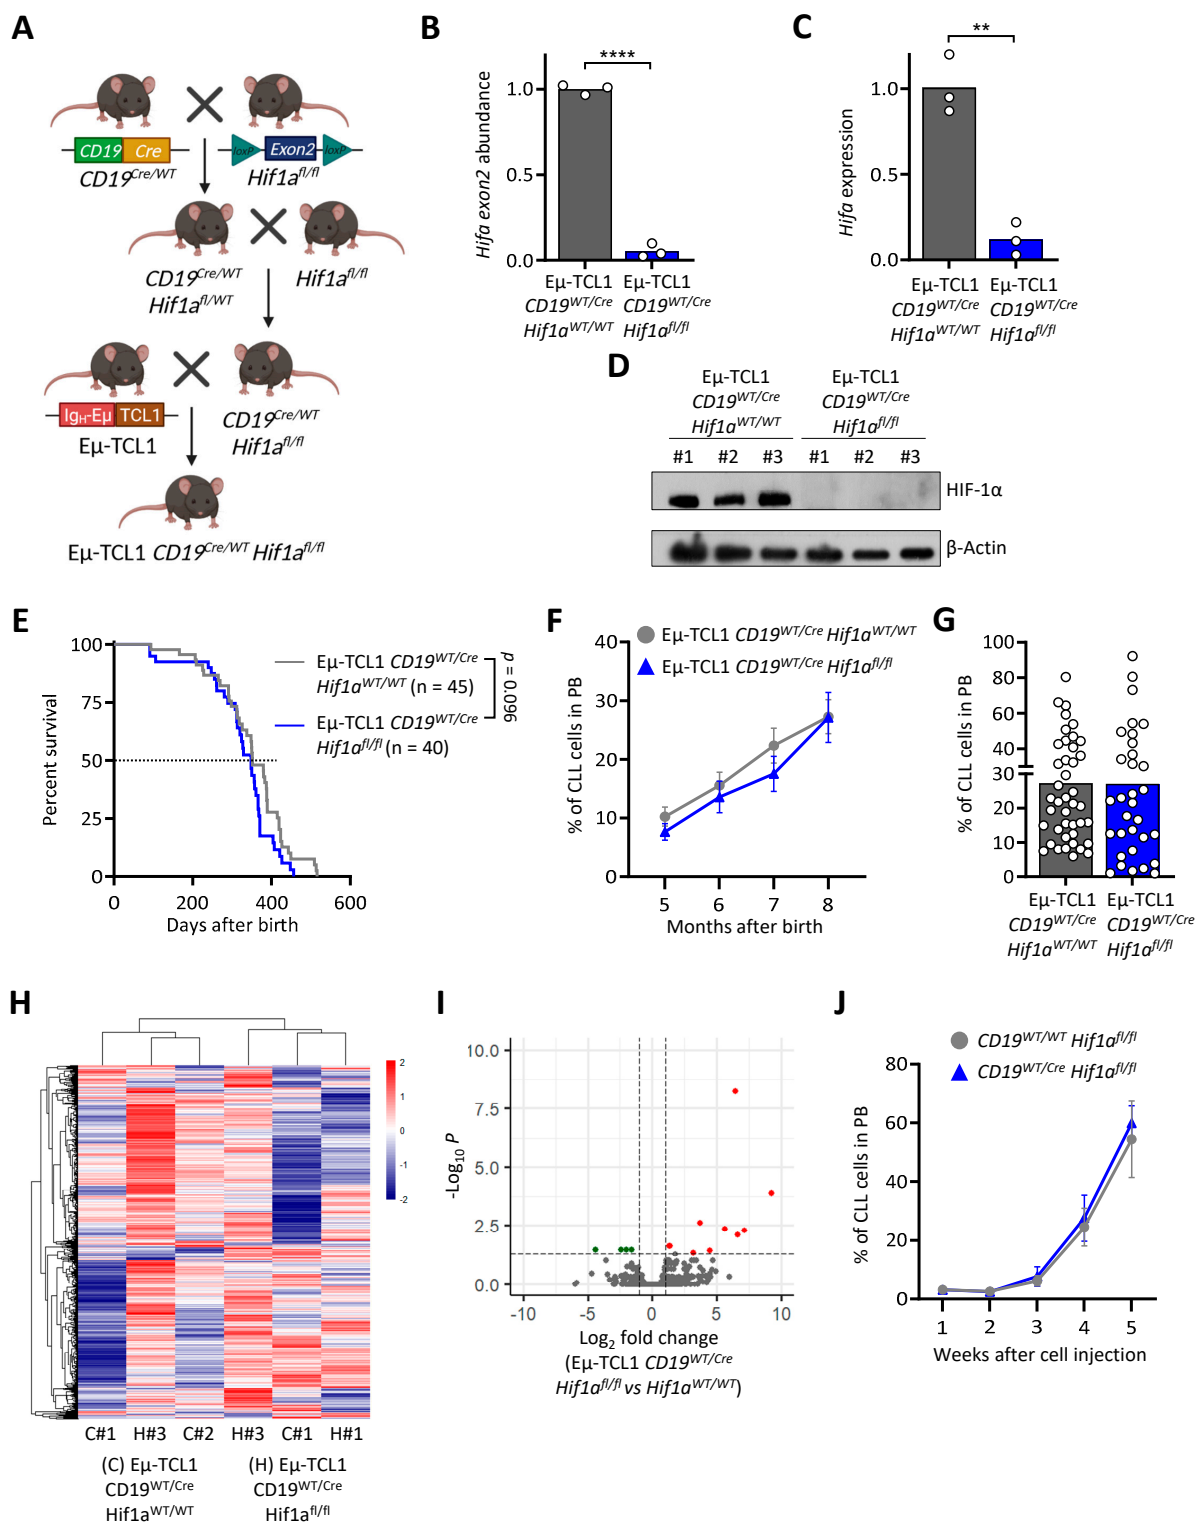 A
CD19 Cre
CD19Cre/WT
loxP Exon2 loxP
Hif1afl/fl
CD19Cre/WT
Hif1afl/WT
Hif1afl/fl
IgH-Eµ TCL1
Eµ-TCL1
CD19Cre/WT
Hif1afl/fl
Eµ-TCL1 CD19Cre/WT Hif1afl/fl
B
Hifa exon2 abundance
****
1.0
0.5
0.0
Eµ-TCL1
CD19WT/Cre
Hif1aWT/WT
Eµ-TCL1
CD19WT/Cre
Hif1afl/fl
C
Hifa expression
**
1.0
0.5
0.0
Eµ-TCL1
CD19WT/Cre
Hif1aWT/WT
Eµ-TCL1
CD19WT/Cre
Hif1afl/fl
D
Eµ-TCL1
CD19WT/Cre
Hif1aWT/WT
Eµ-TCL1
CD19WT/Cre
Hif1afl/fl
#1 #2 #3 #1 #2 #3
HIF-1α
β-Actin
E
Percent survival
100
75
50
25
0
0 200 400 600
Days after birth
Eµ-TCL1 CD19WT/Cre
Hif1aWT/WT (n = 45)
Eµ-TCL1 CD19WT/Cre
Hif1afl/fl (n = 40)
p = 0.096
F
Eµ-TCL1 CD19WT/Cre Hif1aWT/WT
Eµ-TCL1 CD19WT/Cre Hif1afl/fl
% of CLL cells in PB
40
30
20
10
0
5 6 7 8
Months after birth
G
% of CLL cells in PB
100
80
60
40
30
20
10
0
Eµ-TCL1
CD19WT/Cre
Hif1aWT/WT
Eµ-TCL1
CD19WT/Cre
Hif1afl/fl
H
2
1
0
-1
-2
C#1 H#3 C#2 H#3 C#1 H#1
(C) Eµ-TCL1
CD19WT/Cre
Hif1aWT/WT
(H) Eµ-TCL1
CD19WT/Cre
Hif1afl/fl
I
-Log10 P
10.0
7.5
5.0
2.5
0.0
-10 -5 0 5 10
Log2 fold change
(Eµ-TCL1 CD19WT/Cre
Hif1afl/fl vs Hif1aWT/WT)
J
CD19WT/WT Hif1afl/fl
CD19WT/Cre Hif1afl/fl
% of CLL cells in PB
80
60
40
20
0
1 2 3 4 5
Weeks after cell injection